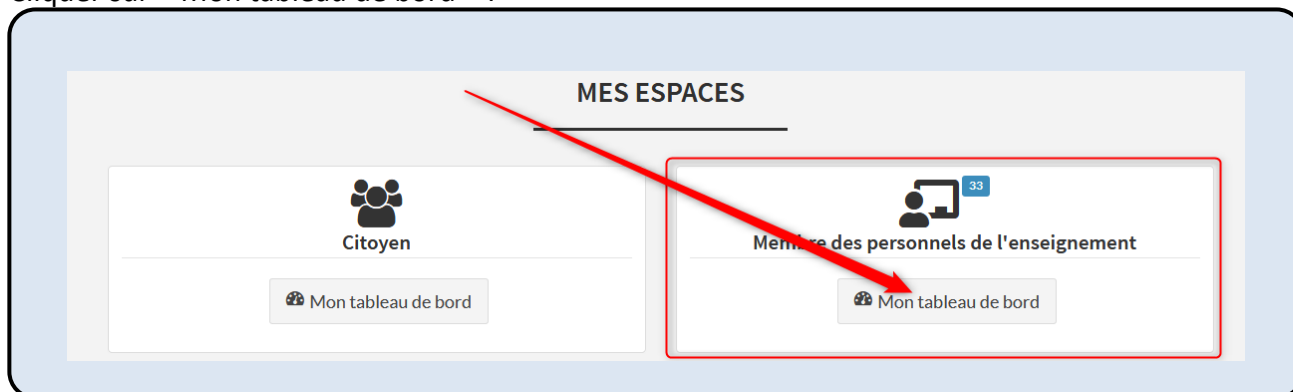 MES ESPACES
33
Citoyen
Membre des personnels de l'enseignement
Mon tableau de bord
Mon tableau de bord